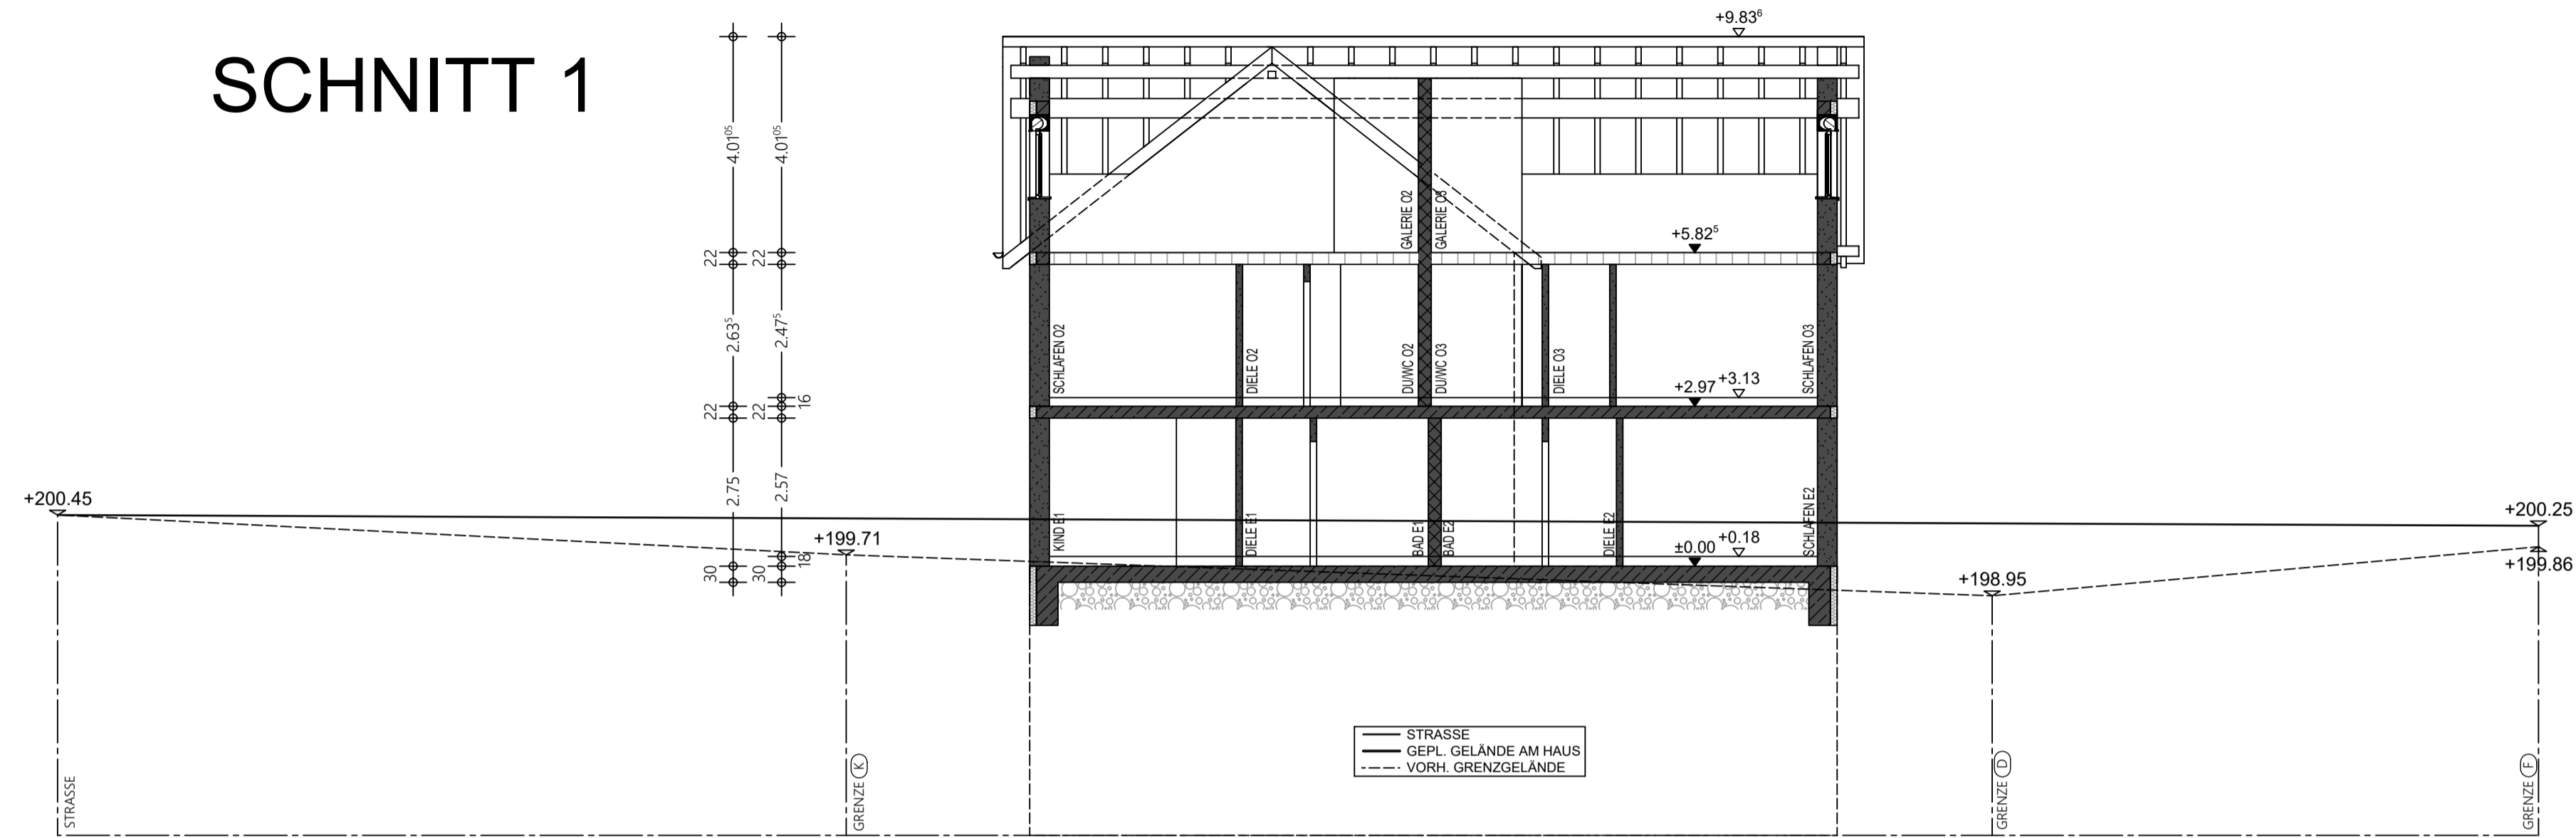 SCHNITT 1
+9.83⁶
4.01⁰⁵
4.01⁰⁵
GALERIE O2
GALERIE O3
+5.82⁵
22
22
2.63⁵
2.47⁵
SCHLAFEN O2
DIELE O2
DU/WC O2
DU/WC O3
DIELE O3
SCHLAFEN O3
+2.97
+3.13
16
22
22
2.75
2.57
+200.45
+200.25
KIND E1
DIELE E1
BAD E1
BAD E2
DIELE E2
SCHLAFEN E2
+199.71
±0.00
+0.18
18
30
30
+198.95
+199.86
STRASSE
GEPL. GELÄNDE AM HAUS
VORH. GRENZGELÄNDE
STRASSE
GRENZE K
GRENZE D
GRENZE F